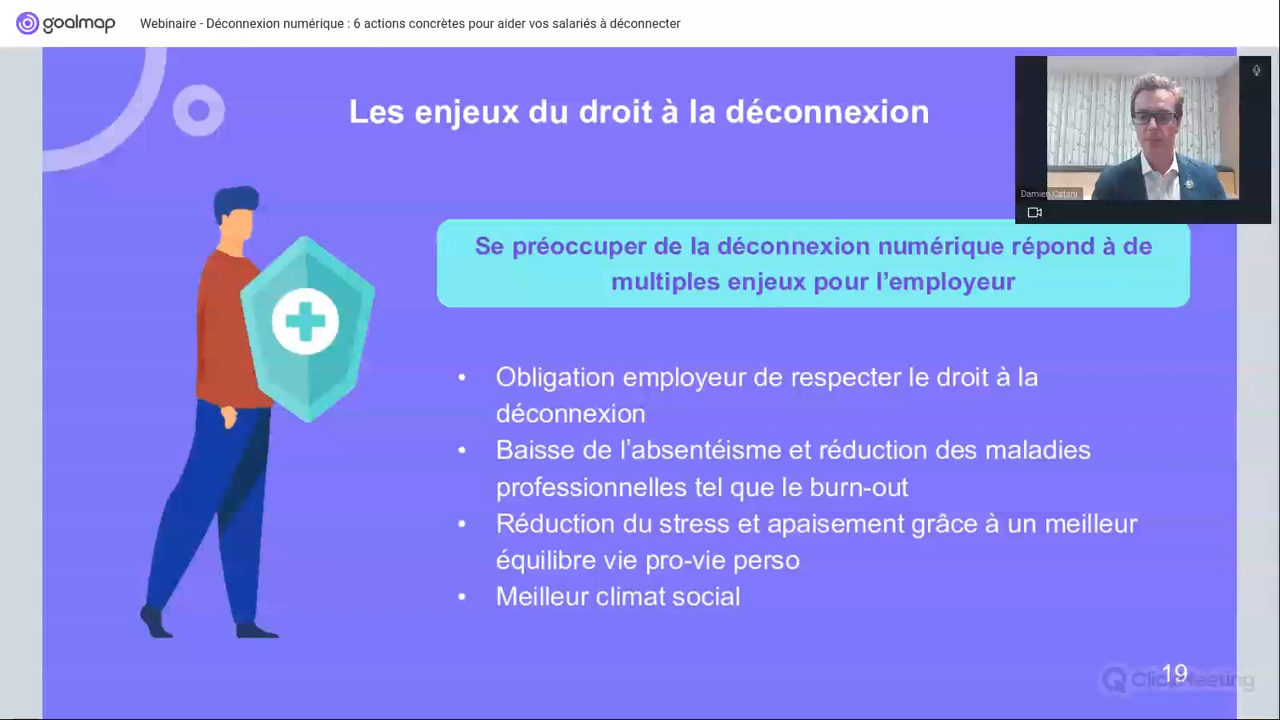 goalmap
Webinaire - Déconnexion numérique : 6 actions concrètes pour aider vos salariés à déconnecter
Les enjeux du droit à la déconnexion
Damien Catani
Se préoccuper de la déconnexion numérique répond à de
multiples enjeux pour l'employeur
• Obligation employeur de respecter le droit à la
déconnexion
• Baisse de l'absentéisme et réduction des maladies
professionnelles tel que le burn-out
• Réduction du stress et apaisement grâce à un meilleur
équilibre vie pro-vie perso
• Meilleur climat social
19
ClickMeeting